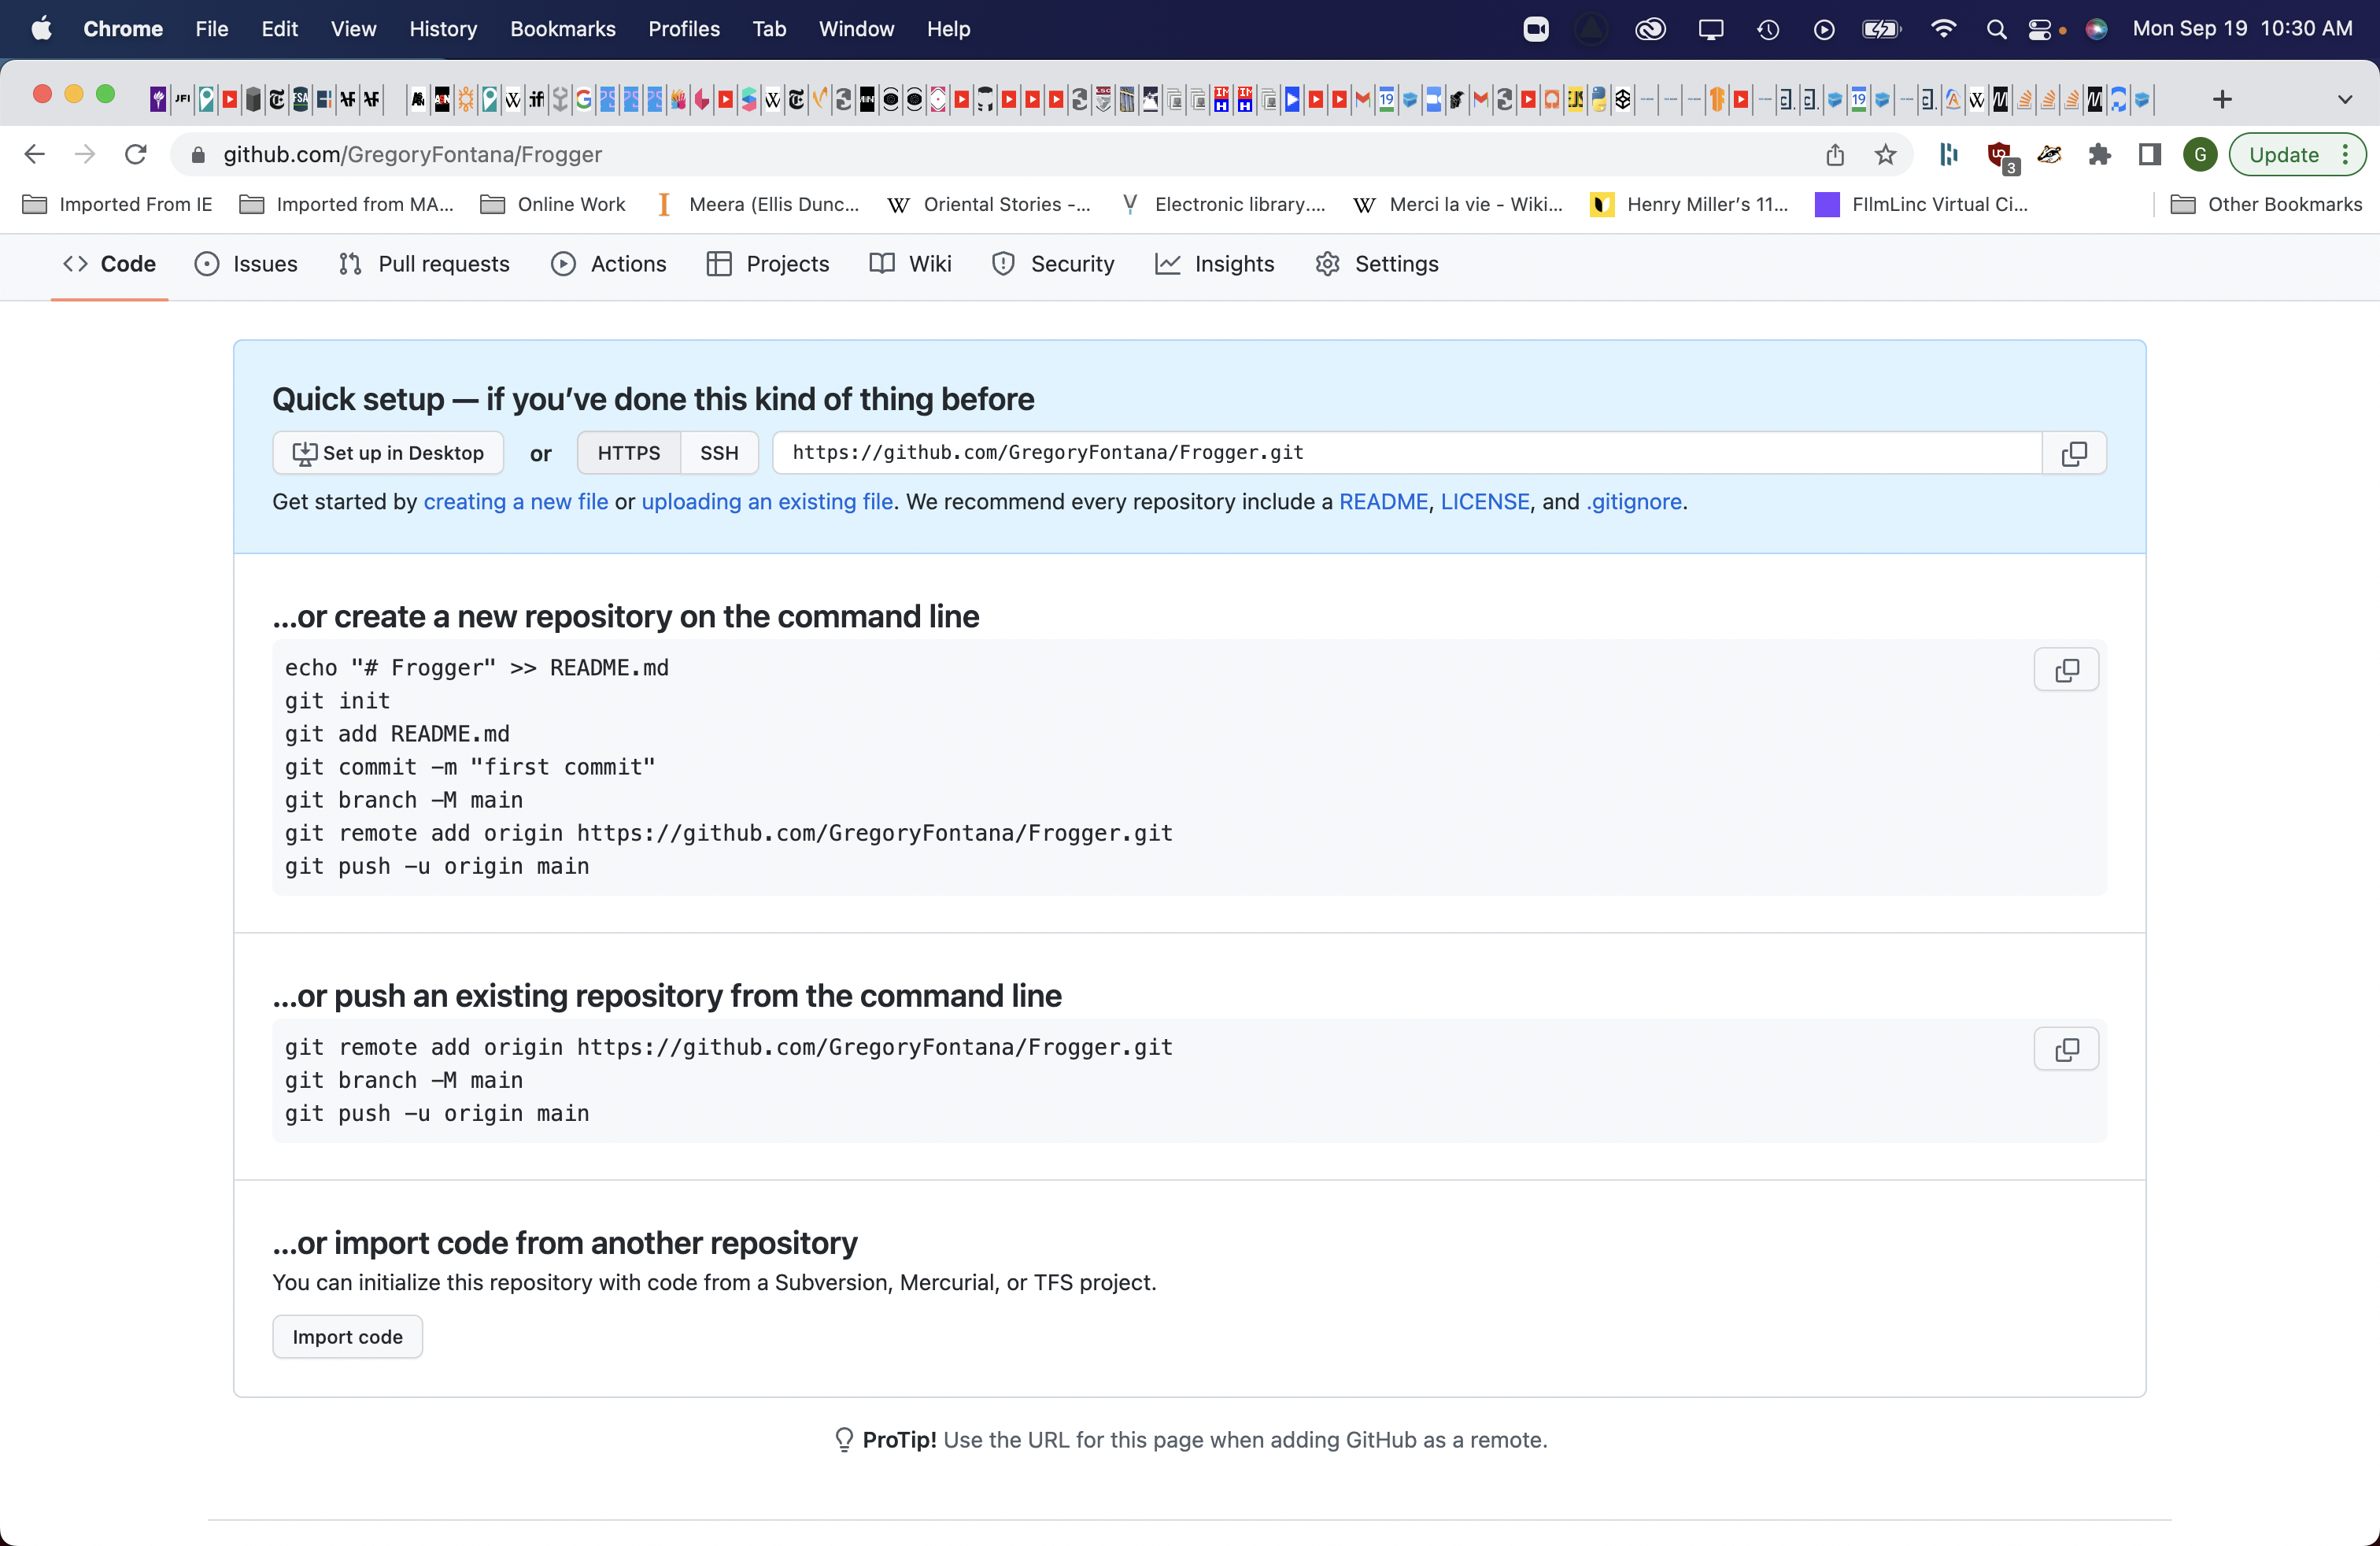 Chrome File Edit View History Bookmarks Profiles Tab Window Help Mon Sep 19 10:30 AM
github.com/GregoryFontana/Frogger 3 G Update
Imported From IE Imported from MA... Online Work Meera (Ellis Dunc... Oriental Stories -... Electronic library.... Merci la vie - Wiki... Henry Miller's 11... FIlmLinc Virtual Ci... Other Bookmarks
Code Issues Pull requests Actions Projects Wiki Security Insights Settings
Quick setup — if you've done this kind of thing before
Set up in Desktop or HTTPS SSH https://github.com/GregoryFontana/Frogger.git
Get started by creating a new file or uploading an existing file. We recommend every repository include a README, LICENSE, and .gitignore.
...or create a new repository on the command line
echo "# Frogger" >> README.md
git init
git add README.md
git commit -m "first commit"
git branch -M main
git remote add origin https://github.com/GregoryFontana/Frogger.git
git push -u origin main
...or push an existing repository from the command line
git remote add origin https://github.com/GregoryFontana/Frogger.git
git branch -M main
git push -u origin main
...or import code from another repository
You can initialize this repository with code from a Subversion, Mercurial, or TFS project.
Import code
ProTip! Use the URL for this page when adding GitHub as a remote.